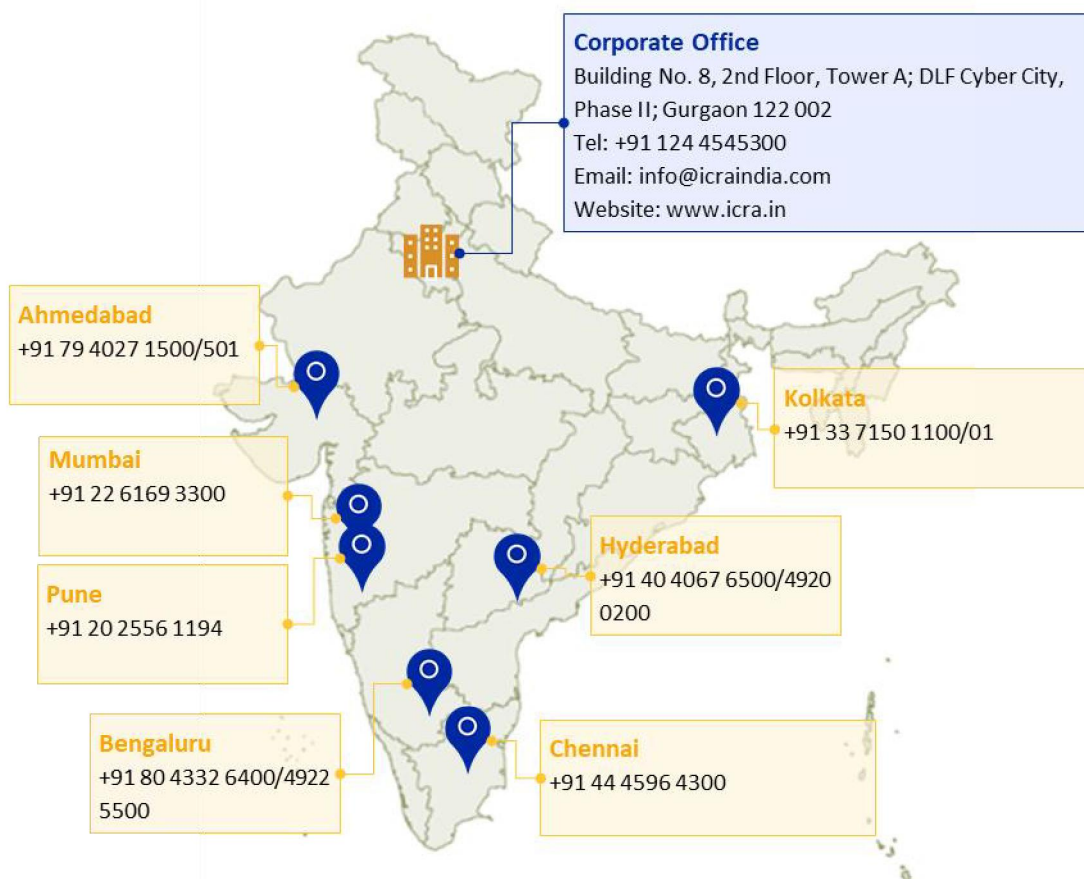 Corporate Office
Building No. 8, 2nd Floor, Tower A; DLF Cyber City,
Phase II; Gurgaon 122 002
Tel: +91 124 4545300
Email: info@icraindia.com
Website: www.icra.in
Ahmedabad
+91 79 4027 1500/501
Kolkata
+91 33 7150 1100/01
Mumbai
+91 22 6169 3300
Hyderabad
+91 40 4067 6500/4920
0200
Pune
+91 20 2556 1194
Bengaluru
+91 80 4332 6400/4922
5500
Chennai
+91 44 4596 4300